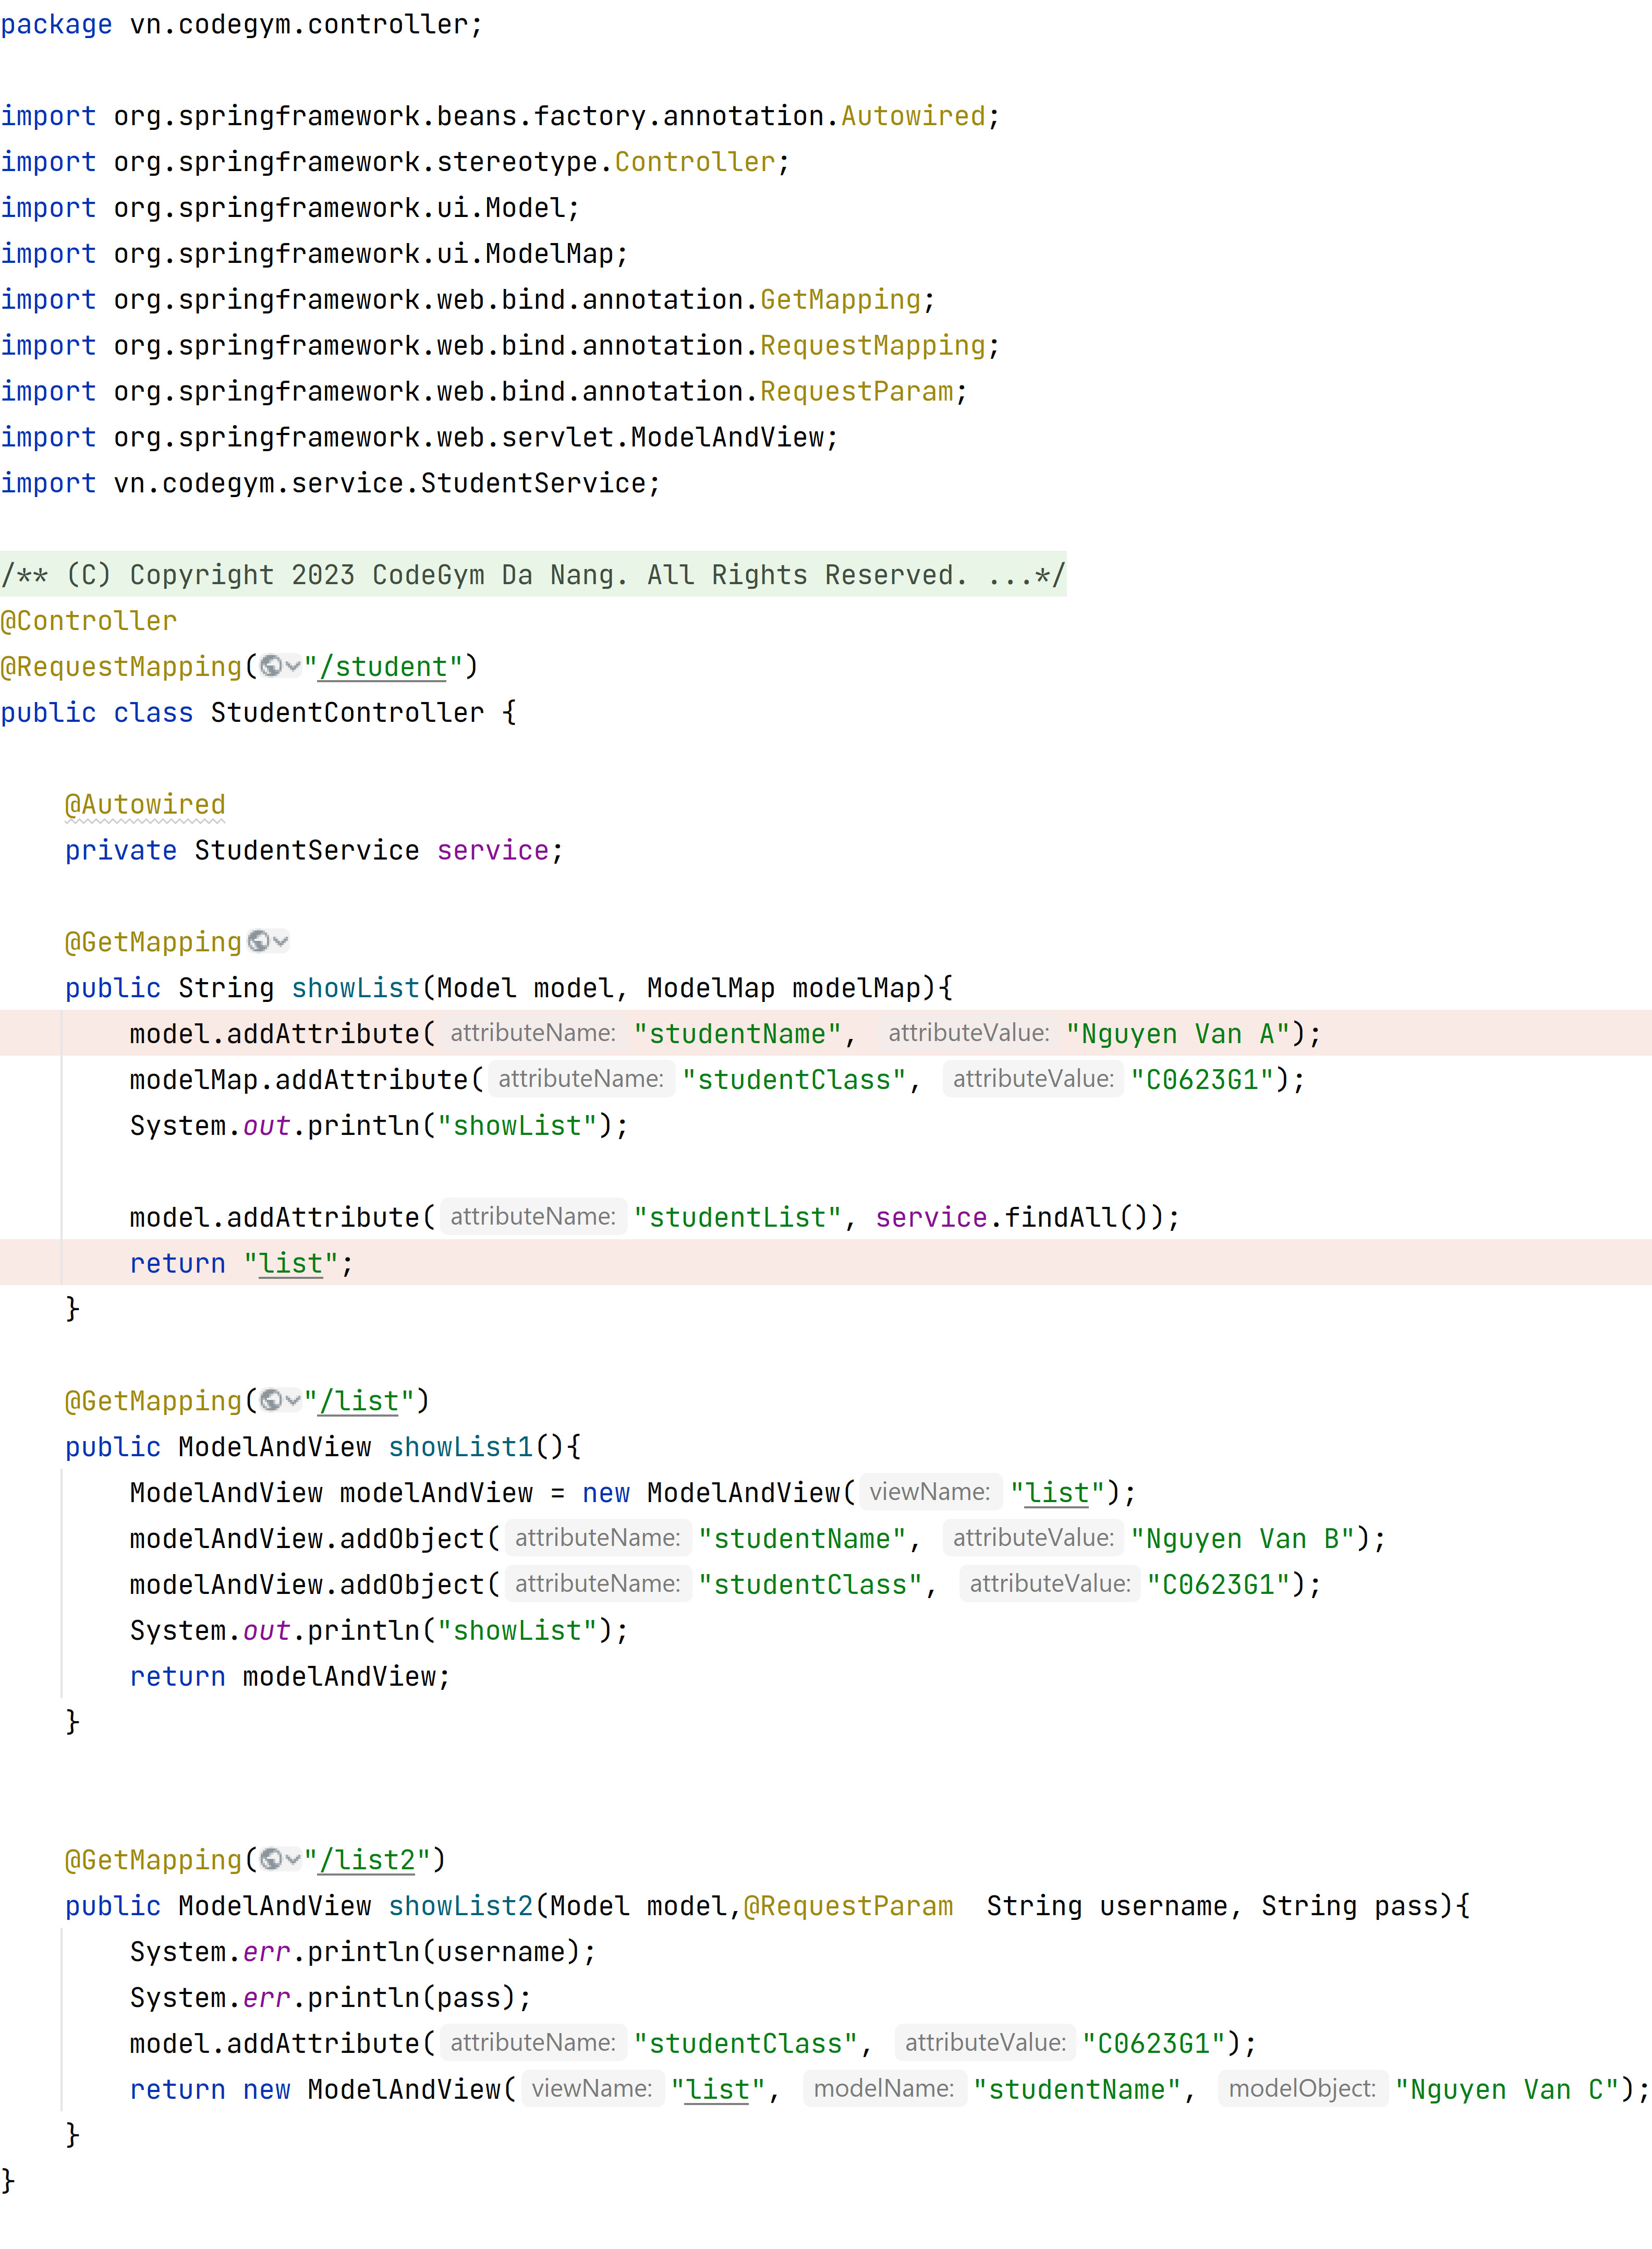 package vn.codegym.controller;
import org.springframework.beans.factory.annotation.Autowired;
import org.springframework.stereotype.Controller;
import org.springframework.ui.Model;
import org.springframework.ui.ModelMap;
import org.springframework.web.bind.annotation.GetMapping;
import org.springframework.web.bind.annotation.RequestMapping;
import org.springframework.web.bind.annotation.RequestParam;
import org.springframework.web.servlet.ModelAndView;
import vn.codegym.service.StudentService;
/** (C) Copyright 2023 CodeGym Da Nang. All Rights Reserved. ...*/
@Controller
@RequestMapping("/student")
public class StudentController {
    @Autowired
    private StudentService service;
    @GetMapping
    public String showList(Model model, ModelMap modelMap){
        model.addAttribute( attributeName: "studentName", attributeValue: "Nguyen Van A");
        modelMap.addAttribute( attributeName: "studentClass", attributeValue: "C0623G1");
        System.out.println("showList");
        model.addAttribute( attributeName: "studentList", service.findAll());
        return "list";
    }
    @GetMapping("/list")
    public ModelAndView showList1(){
        ModelAndView modelAndView = new ModelAndView( viewName: "list");
        modelAndView.addObject( attributeName: "studentName", attributeValue: "Nguyen Van B");
        modelAndView.addObject( attributeName: "studentClass", attributeValue: "C0623G1");
        System.out.println("showList");
        return modelAndView;
    }
    @GetMapping("/list2")
    public ModelAndView showList2(Model model,@RequestParam  String username, String pass){
        System.err.println(username);
        System.err.println(pass);
        model.addAttribute( attributeName: "studentClass", attributeValue: "C0623G1");
        return new ModelAndView( viewName: "list", modelName: "studentName", modelObject: "Nguyen Van C");
    }
}